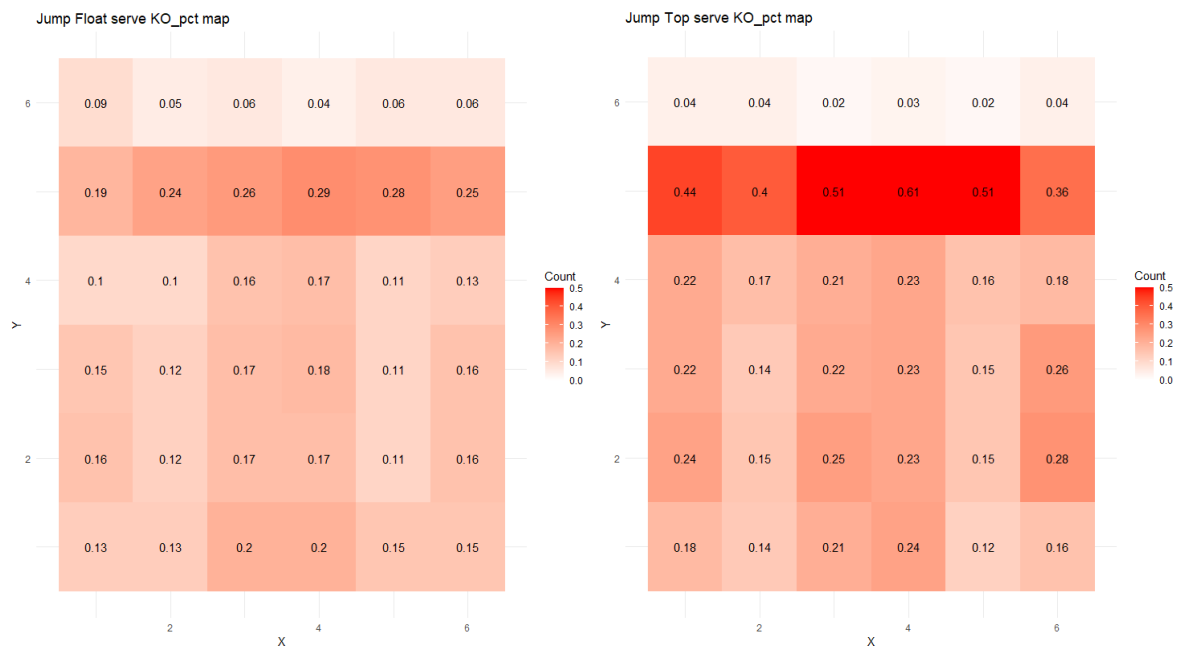 Jump Float serve KO_pct map
6
0.09 0.05 0.06 0.04 0.06 0.06
0.19 0.24 0.26 0.29 0.28 0.25
4
0.1 0.1 0.16 0.17 0.11 0.13
0.15 0.12 0.17 0.18 0.11 0.16
2
0.16 0.12 0.17 0.17 0.11 0.16
0.13 0.13 0.2 0.2 0.15 0.15
Y
2 4 6
X
Count
0.5
0.4
0.3
0.2
0.1
0.0
Jump Top serve KO_pct map
6
0.04 0.04 0.02 0.03 0.02 0.04
0.44 0.4 0.51 0.61 0.51 0.36
4
0.22 0.17 0.21 0.23 0.16 0.18
0.22 0.14 0.22 0.23 0.15 0.26
2
0.24 0.15 0.25 0.23 0.15 0.28
0.18 0.14 0.21 0.24 0.12 0.16
Y
2 4 6
X
Count
0.5
0.4
0.3
0.2
0.1
0.0